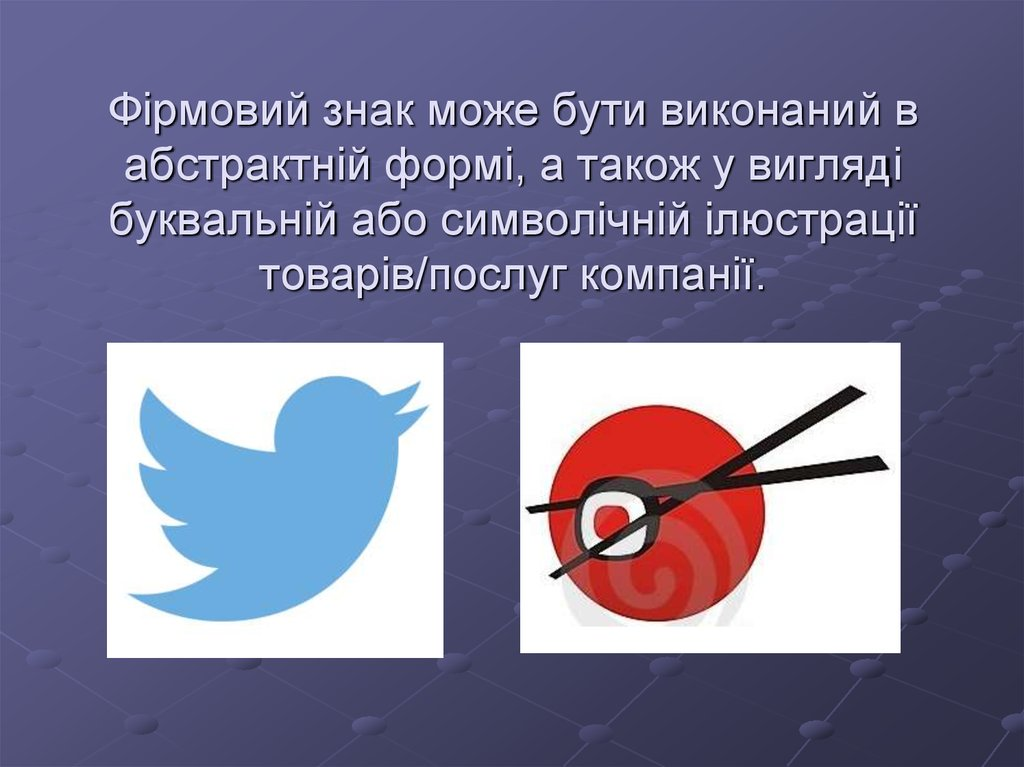 Фірмовий знак може бути виконаний в
абстрактній формі, а також у вигляді
буквальній або символічній ілюстрації
товарів/послуг компанії.